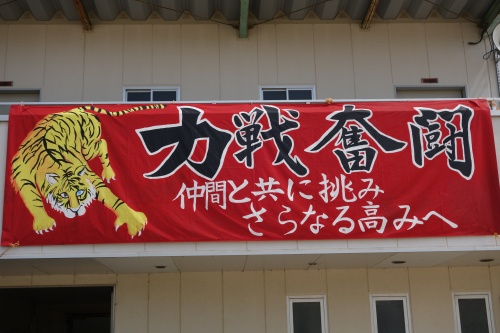 力戦奮闘
仲間と共に挑み
さらなる高みへ